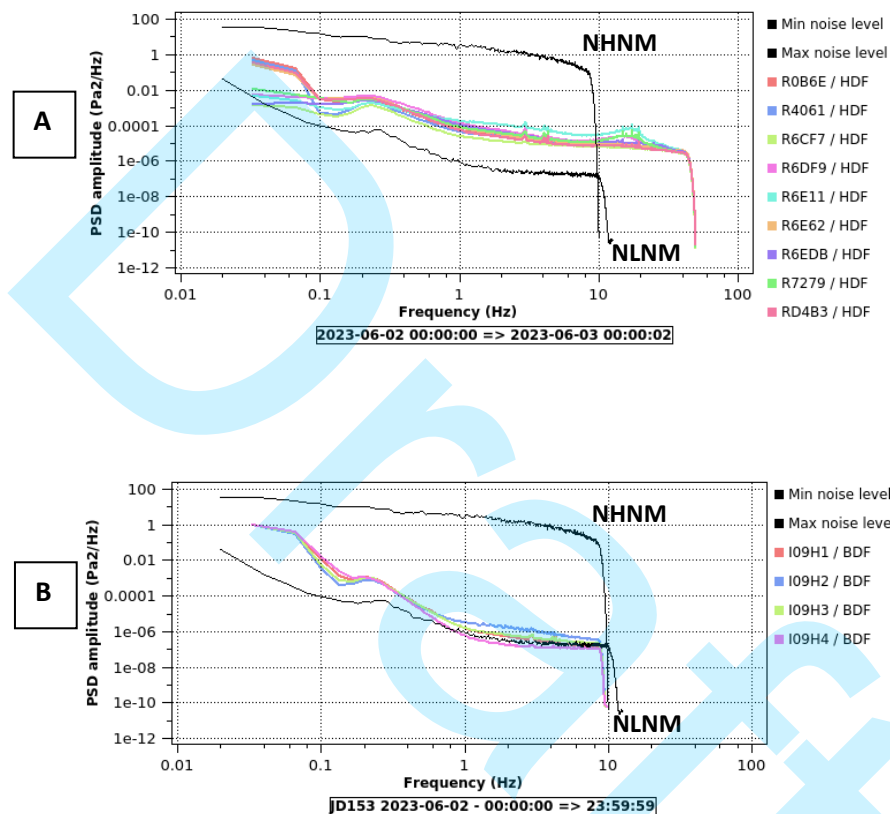 100
1
0.01
0.0001
1e-06
1e-08
1e-10
1e-12
PSD amplitude (Pa2/Hz)
A
NHNM
NLNM
0.01 0.1 1 10 100
Frequency (Hz)
2023-06-02 00:00:00 => 2023-06-03 00:00:02
Min noise level
Max noise level
R0B6E / HDF
R4061 / HDF
R6CF7 / HDF
R6DF9 / HDF
R6E11 / HDF
R6E62 / HDF
R6EDB / HDF
R7279 / HDF
RD4B3 / HDF
100
1
0.01
0.0001
1e-06
1e-08
1e-10
1e-12
PSD amplitude (Pa2/Hz)
B
NHNM
NLNM
0.01 0.1 1 10 100
Frequency (Hz)
JD153 2023-06-02 - 00:00:00 => 23:59:59
Min noise level
Max noise level
I09H1 / BDF
I09H2 / BDF
I09H3 / BDF
I09H4 / BDF
Draft